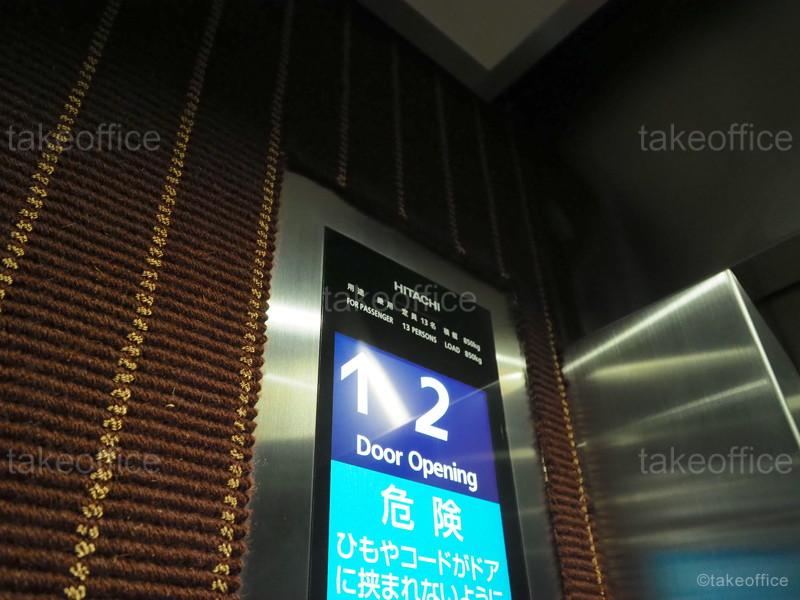 takeoffice
takeoffice
HITACHI
takeoffice
用途 乗用 定員 13名 積載 850kg
FOR PASSENGER 13 PERSONS LOAD 850kg
↑2
Door Opening
takeoffice
takeoffice
危険
ひもやコードがドア
に挟まれないように
©takeoffice